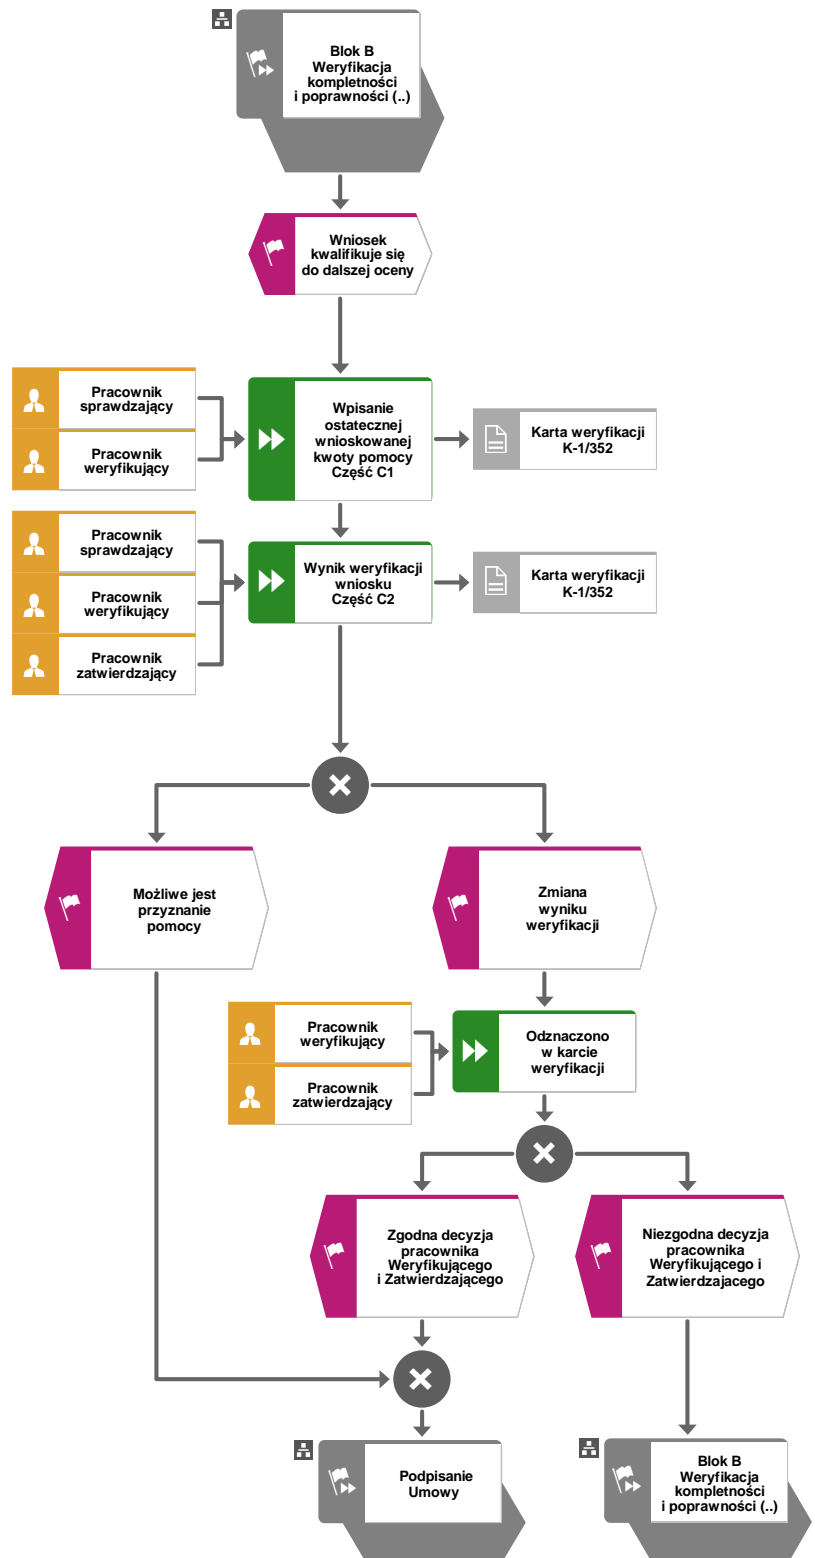 Blok B
Weryfikacja
kompletności
i poprawności (..)
Wniosek
kwalifikuje się
do dalszej oceny
Pracownik
sprawdzający
Pracownik
weryfikujący
Wpisanie
ostatecznej
wnioskowanej
kwoty pomocy
Część C1
Karta weryfikacji
K-1/352
Pracownik
sprawdzający
Pracownik
weryfikujący
Pracownik
zatwierdzający
Wynik weryfikacji
wniosku
Część C2
Karta weryfikacji
K-1/352
Możliwe jest
przyznanie
pomocy
Zmiana
wyniku
weryfikacji
Pracownik
weryfikujący
Pracownik
zatwierdzający
Odznaczono
w karcie
weryfikacji
Zgodna decyzja
pracownika
Weryfikującego
i Zatwierdzającego
Niezgodna decyzja
pracownika
Weryfikującego i
Zatwierdzajacego
Podpisanie
Umowy
Blok B
Weryfikacja
kompletności
i poprawności (..)